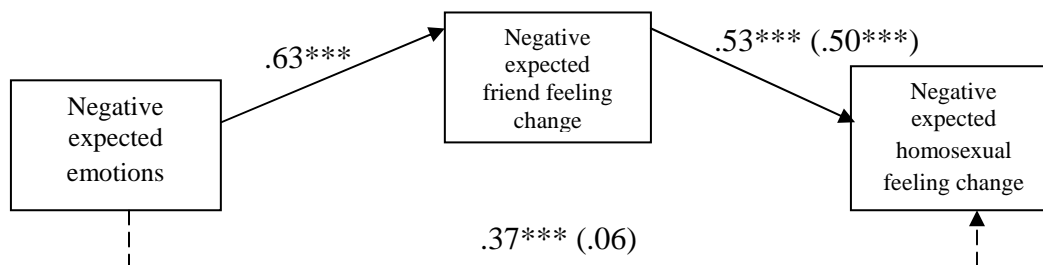 .63***
Negative
expected
emotions
Negative
expected
friend feeling
change
.53*** (.50***)
Negative
expected
homosexual
feeling change
.37*** (.06)